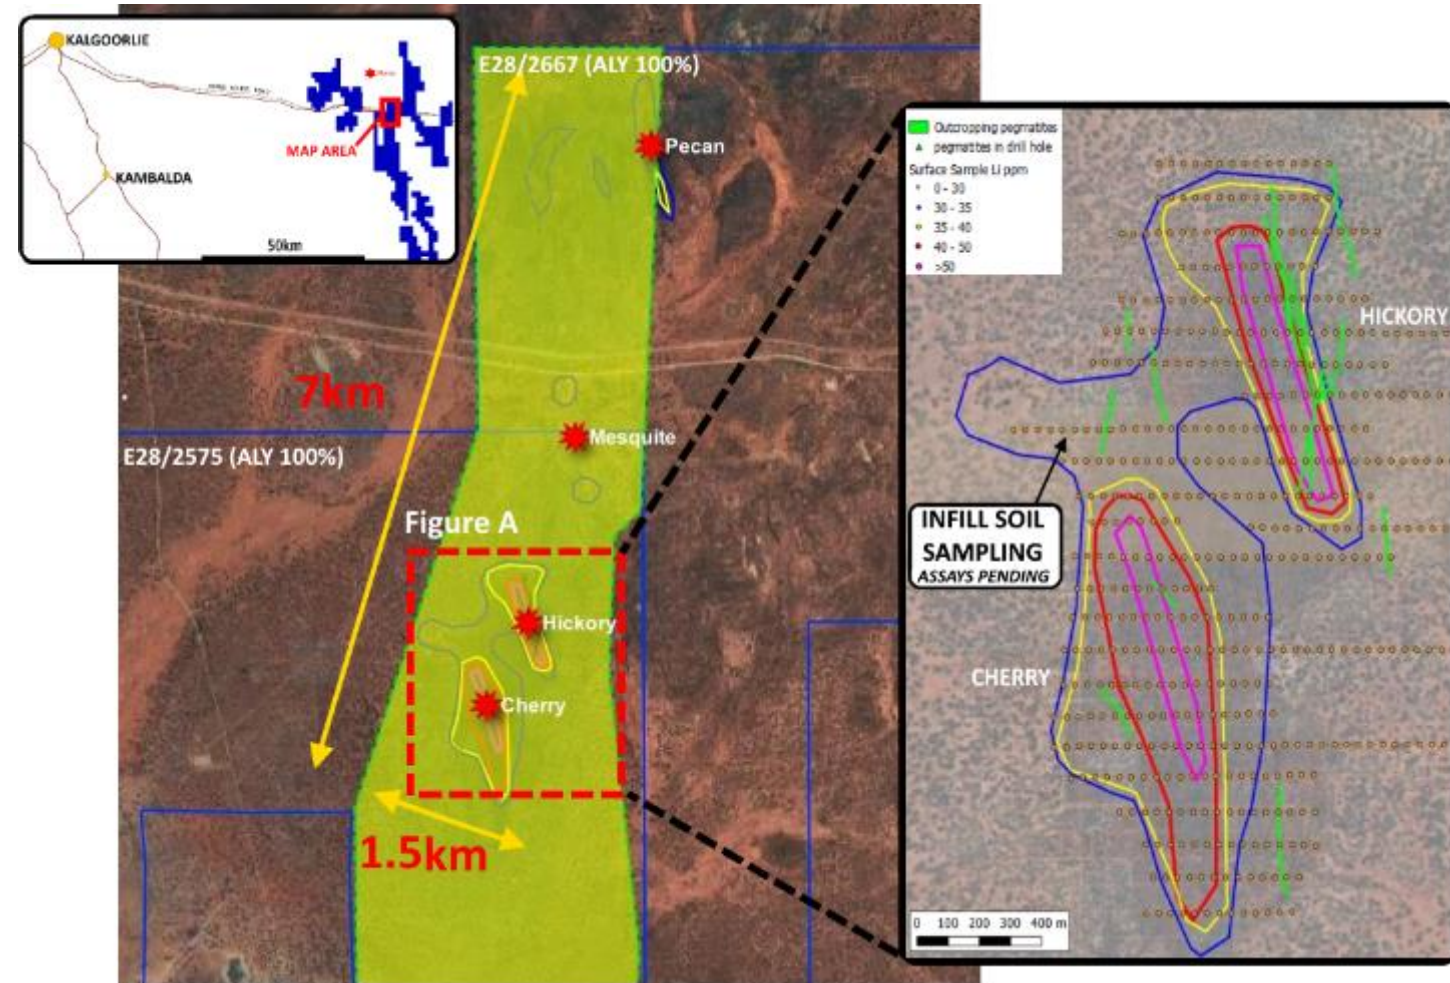 KALGOORLIE
KAMBALDA
MAP AREA
50km
E28/2667 (ALY 100%)
Pecan
7km
Mesquite
E28/2575 (ALY 100%)
Figure A
Hickory
Cherry
1.5km
Outcropping pegmatites
pegmatites in drill hole
Surface Sample Li ppm
0 - 30
30 - 35
35 - 40
40 - 50
>50
HICKORY
INFILL SOIL
SAMPLING
ASSAYS PENDING
CHERRY
0 100 200 300 400 m